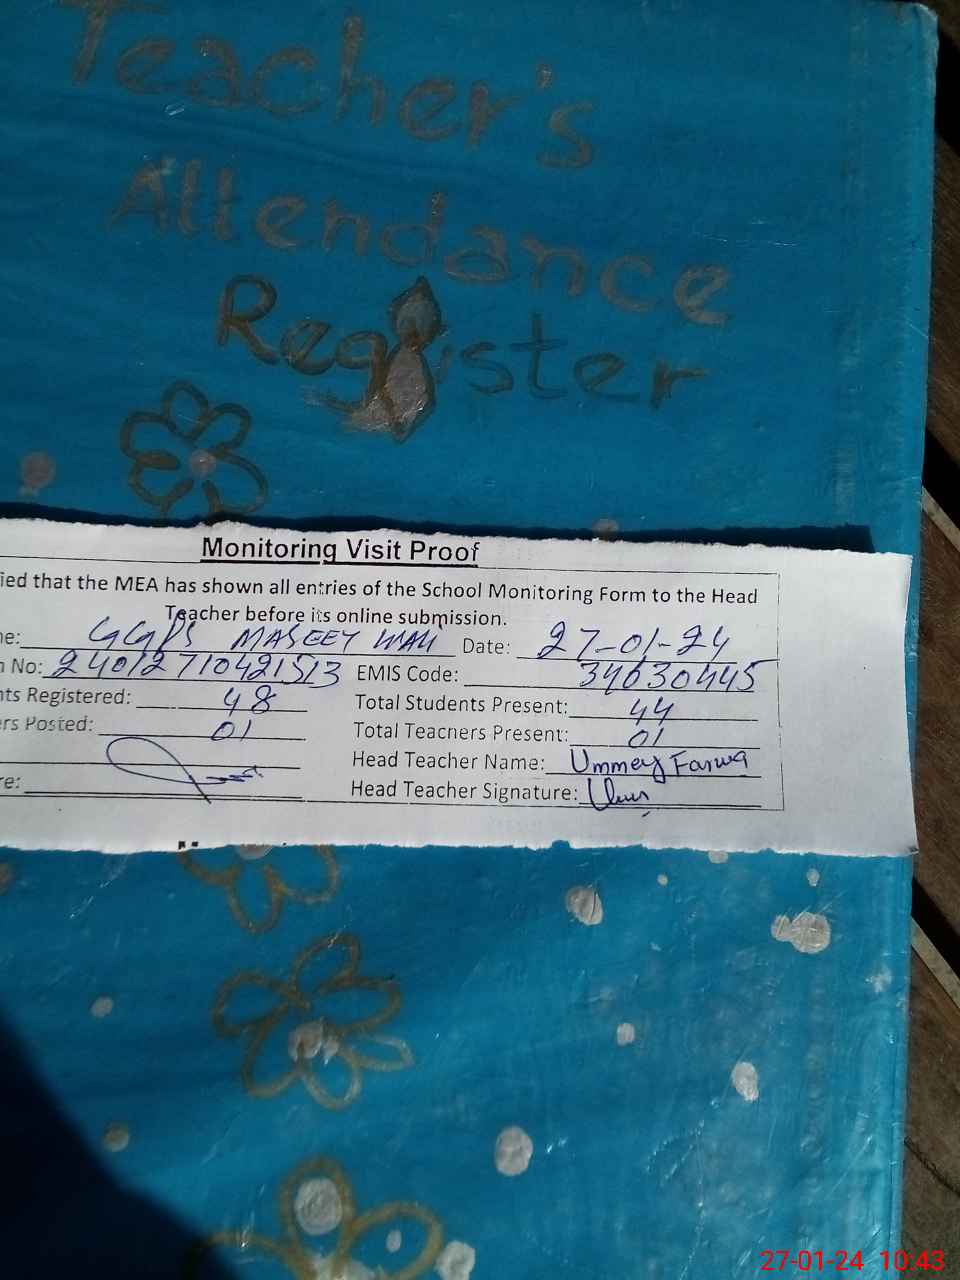 Teacher's
Attendance
Register
Monitoring Visit Proof
ied that the MEA has shown all entries of the School Monitoring Form to the Head
Teacher before its online submission.
ne: GGPS MASEEY WALI Date: 27-01-24
n No: 24012710421513 EMIS Code: 34630445
nts Registered: 48 Total Students Present: 44
ers Posted: 01 Total Teachers Present: 01
Head Teacher Name: Ummey Farwa
re: Head Teacher Signature:
27-01-24 10:43